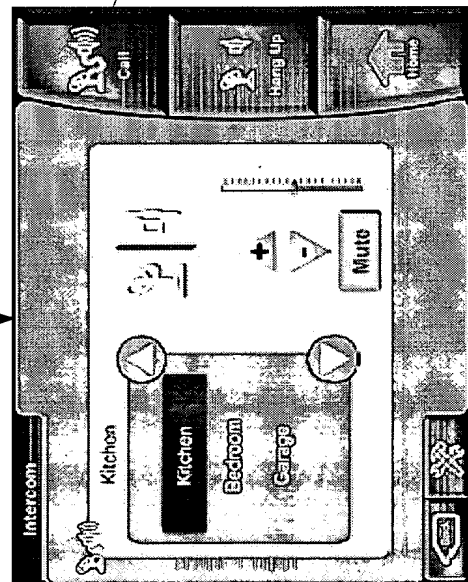 Intercom
Kitchen
Kitchen
Bedroom
Garage
+
-
Mute
Call
Hang Up
Home